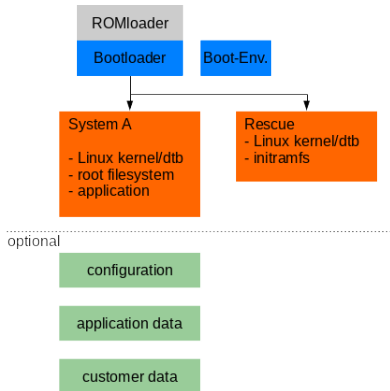 ROMloader
Bootloader
Boot-Env.
System A
- Linux kernel/dtb
- root filesystem
- application
Rescue
- Linux kernel/dtb
- initramfs
optional
configuration
application data
customer data